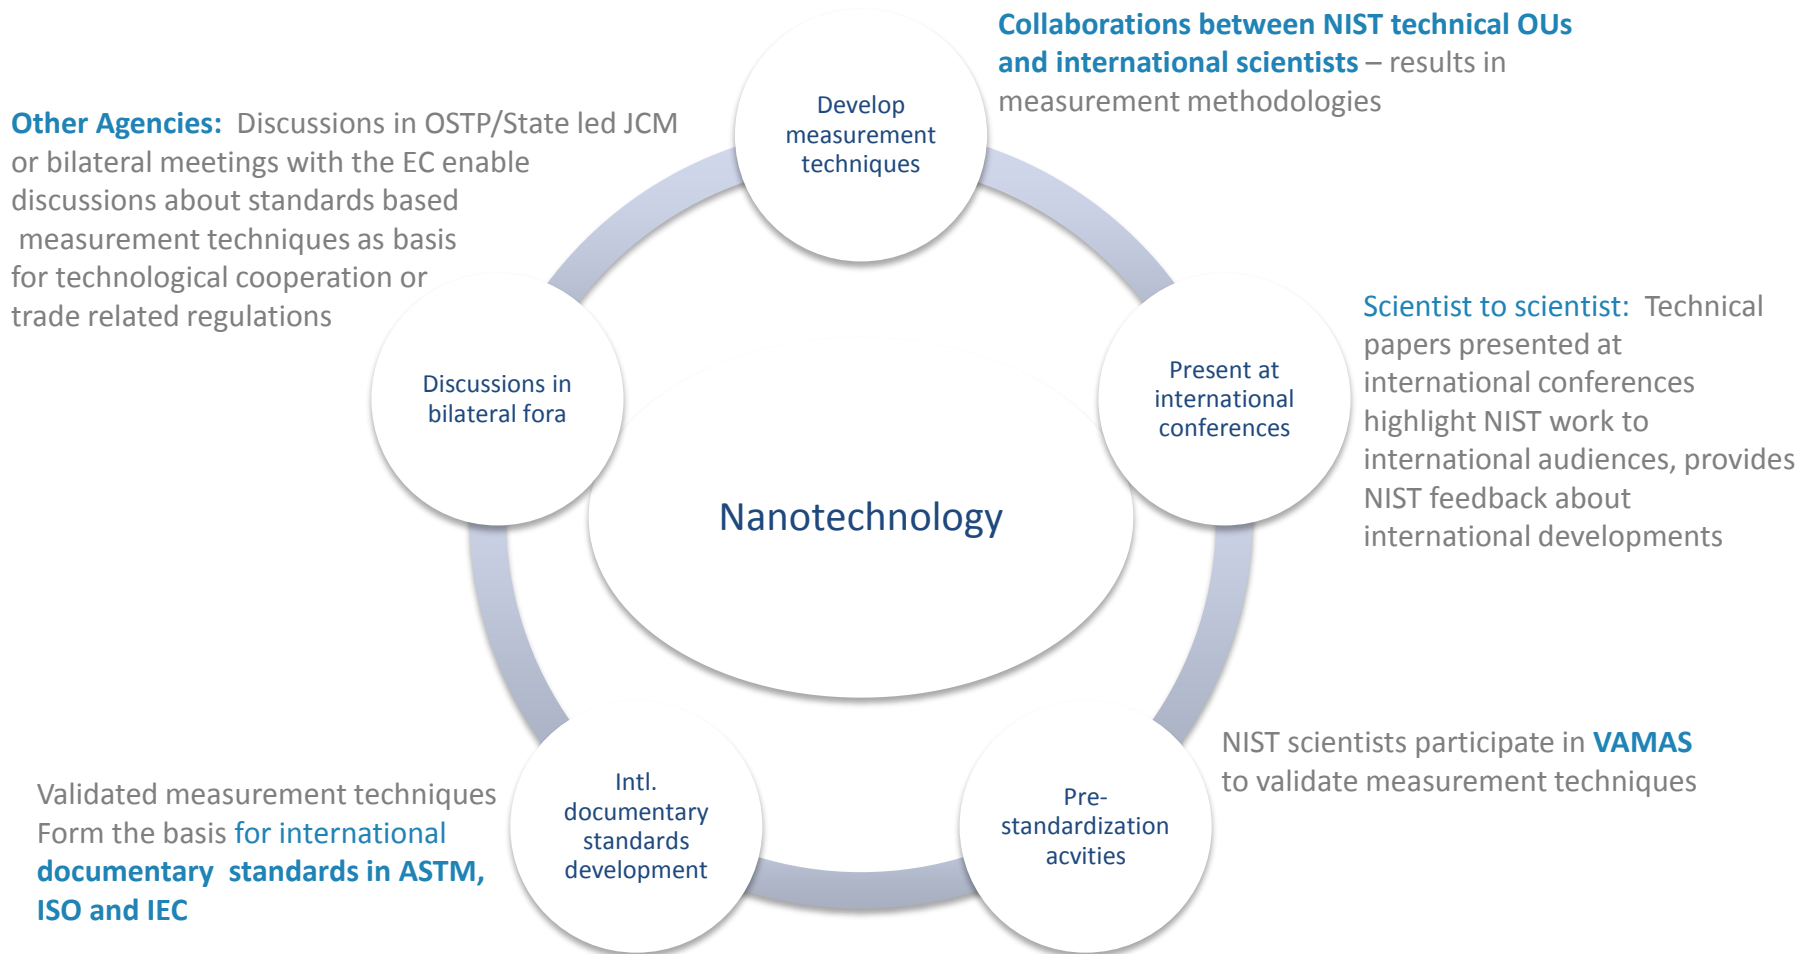 Collaborations between NIST technical OUs
and international scientists – results in
measurement methodologies
Develop
measurement
techniques
Other Agencies: Discussions in OSTP/State led JCM
or bilateral meetings with the EC enable
discussions about standards based
measurement techniques as basis
for technological cooperation or
trade related regulations
Discussions in
bilateral fora
Present at
international
conferences
Scientist to scientist: Technical
papers presented at
international conferences
highlight NIST work to
international audiences, provides
NIST feedback about
international developments
Nanotechnology
NIST scientists participate in VAMAS
to validate measurement techniques
Pre-
standardization
acvities
Intl.
documentary
standards
development
Validated measurement techniques
Form the basis for international
documentary standards in ASTM,
ISO and IEC